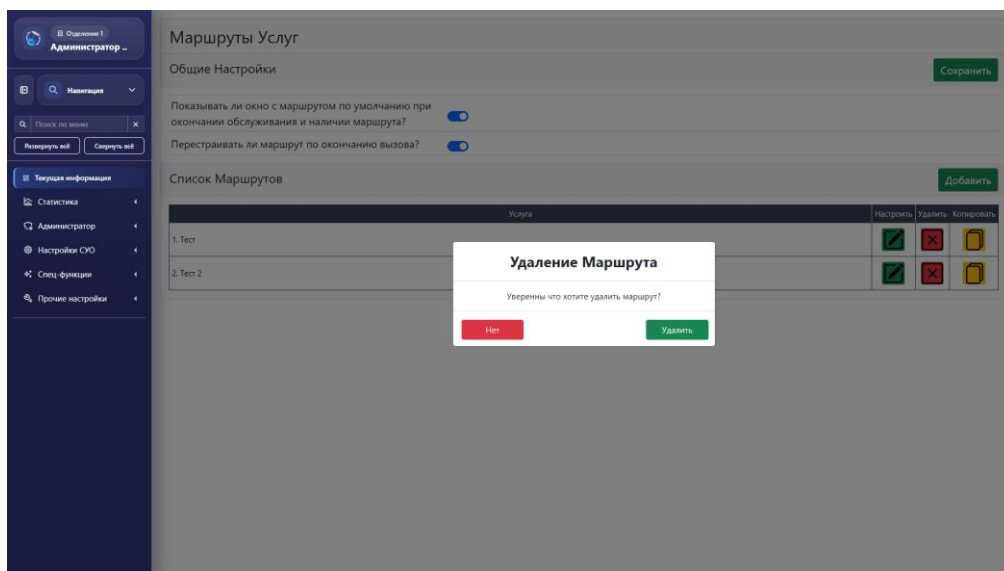 Отделение 1
Администратор ..
Навигация
Поиск по меню
Развернуть всё
Свернуть всё
Текущая информация
Статистика
Администратор
Настройки СУО
Спец-функции
Прочие настройки
Маршруты Услуг
Общие Настройки
Сохранить
Показывать ли окно с маршрутом по умолчанию при
окончании обслуживания и наличии маршрута?
Перестраивать ли маршрут по окончанию вызова?
Список Маршрутов
Добавить
Услуга Настроить Удалить Копировать
1. Тест
2. Тест 2
Удаление Маршрута
Уверенны что хотите удалить маршрут?
Нет
Удалить